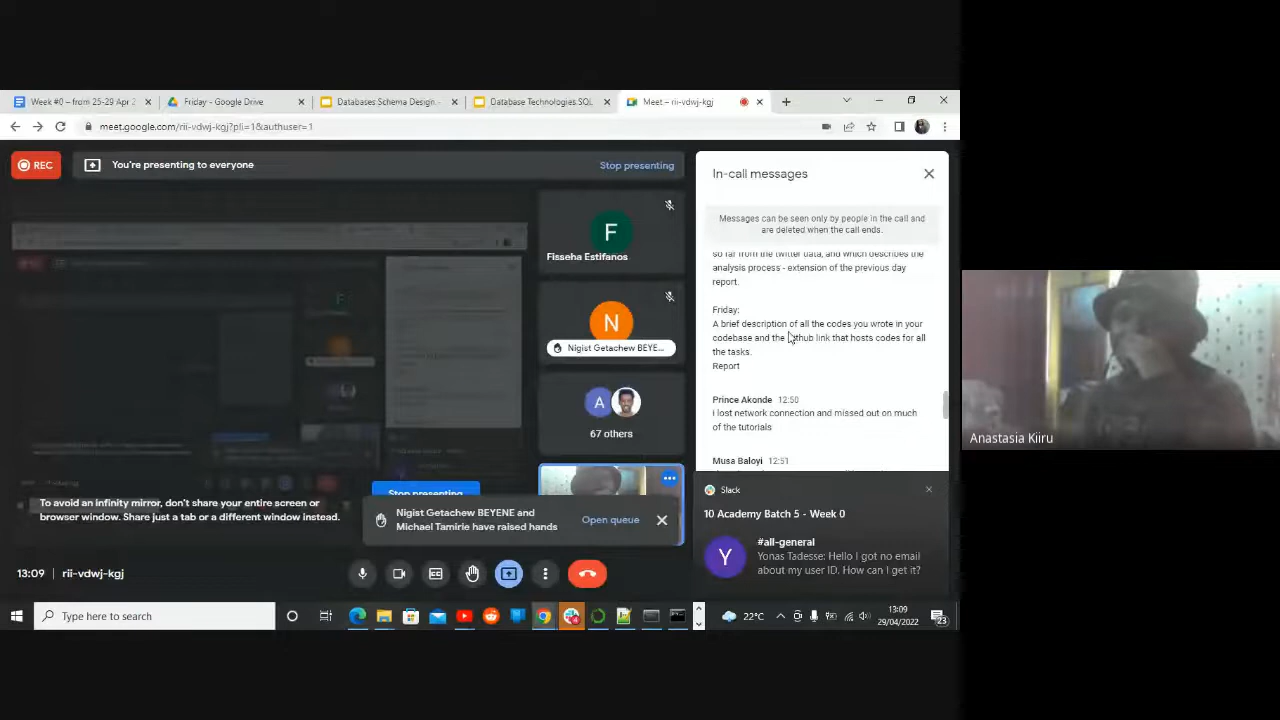 Week #0 – from 25-29 Apr 2
Friday - Google Drive
Databases Schema Design. -
Database Technologies SQL
Meet – rii-vdwj-kgj
meet.google.com/rii-vdwj-kgj?pli=1&authuser=1
REC
You're presenting to everyone
Stop presenting
F
Fisseha Estifanos
N
Nigist Getachew BEYE...
A
67 others
Stop presenting
To avoid an infinity mirror, don't share your entire screen or
browser window. Share just a tab or a different window instead.
Nigist Getachew BEYENE and
Michael Tamirie have raised hands
Open queue
13:09 | rii-vdwj-kgj
In-call messages
Messages can be seen only by people in the call and
are deleted when the call ends.
so far from the twitter data, and which describes the
analysis process - extension of the previous day
report.
Friday:
A brief description of all the codes you wrote in your
codebase and the github link that hosts codes for all
the tasks.
Report
Prince Akonde 12:50
i lost network connection and missed out on much
of the tutorials
Musa Baloyi 12:51
Slack
10 Academy Batch 5 - Week 0
Y
#all-general
Yonas Tadesse: Hello I got no email
about my user ID. How can I get it?
Type here to search
22°C
13:09
29/04/2022
23
Anastasia Kiiru